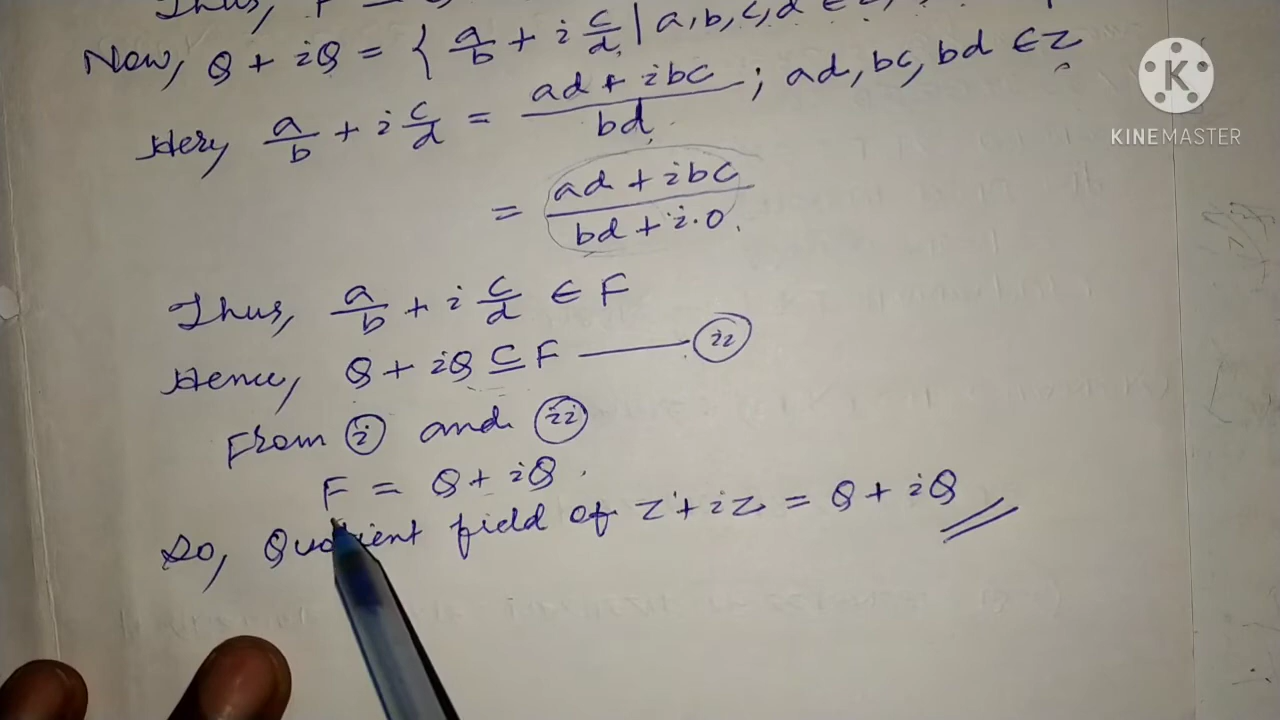 Thus, F
Now, Q + iQ = { a/b + i c/d | a, b, c, d ∈ Z,
Here, a/b + i c/d = ad + ibc / bd ; ad, bc, bd ∈ Z
= ad + ibc / bd + i.0
Thus, a/b + i c/d ∈ F
Hence, Q + iQ ⊆ F —— (ii)
From (i) and (ii)
F = Q + iQ.
So, Quotient field of Z + iZ = Q + iQ //
KINEMASTER